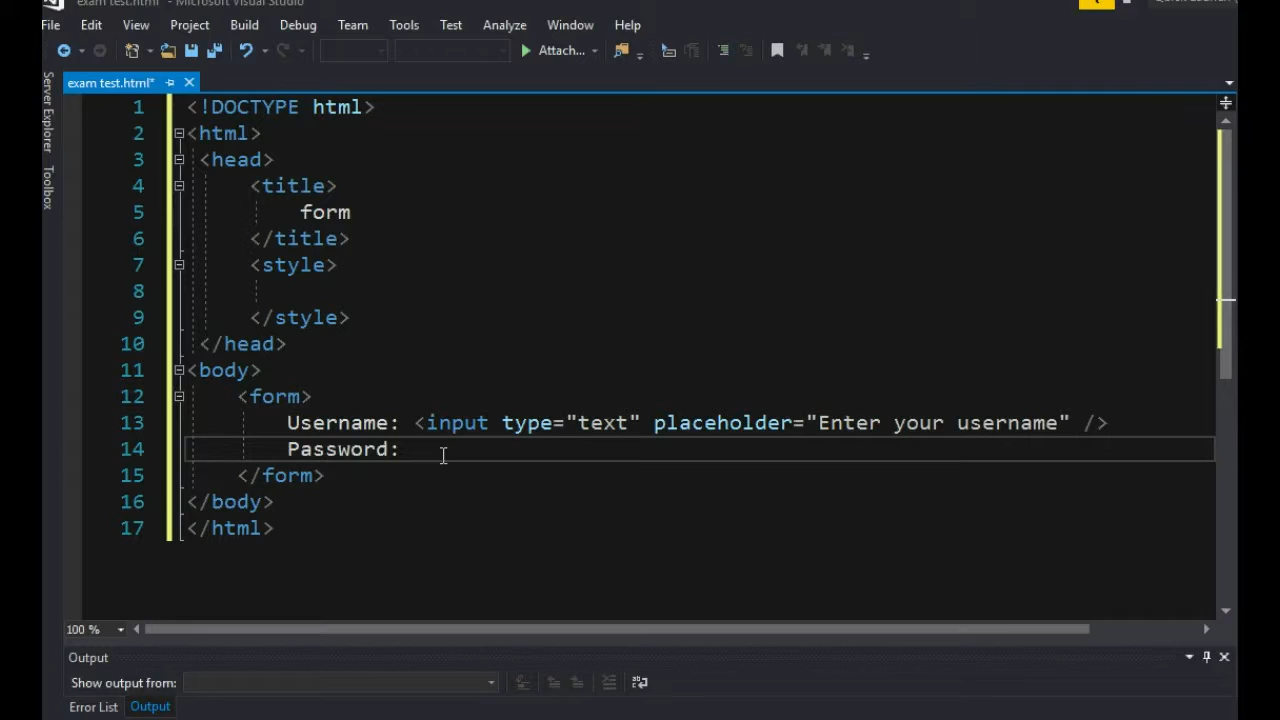 exam test.html - Microsoft Visual Studio
File Edit View Project Build Debug Team Tools Test Analyze Window Help
Attach...
exam test.html*
Server Explorer
Toolbox
1 <!DOCTYPE html>
2 <html>
3 <head>
4 <title>
5 form
6 </title>
7 <style>
8
9 </style>
10 </head>
11 <body>
12 <form>
13 Username: <input type="text" placeholder="Enter your username" />
14 Password:
15 </form>
16 </body>
17 </html>
100 %
Output
Show output from:
Error List Output